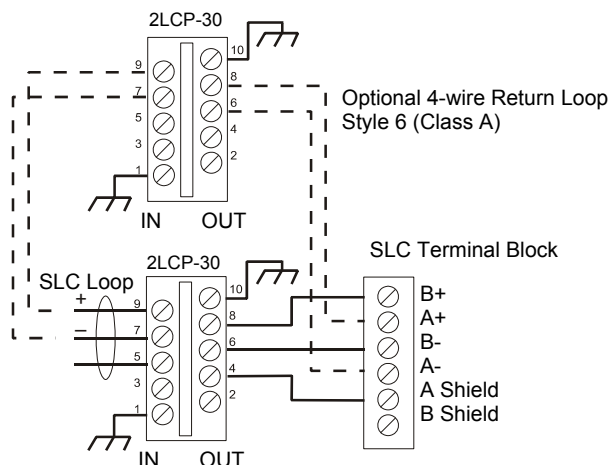 2LCP-30
10
9
8
7
6
5
4
3
2
1
IN OUT
Optional 4-wire Return Loop
Style 6 (Class A)
2LCP-30
SLC Terminal Block
SLC Loop
+
–
10
9
8
7
6
5
4
3
2
1
IN OUT
B+
A+
B-
A-
A Shield
B Shield